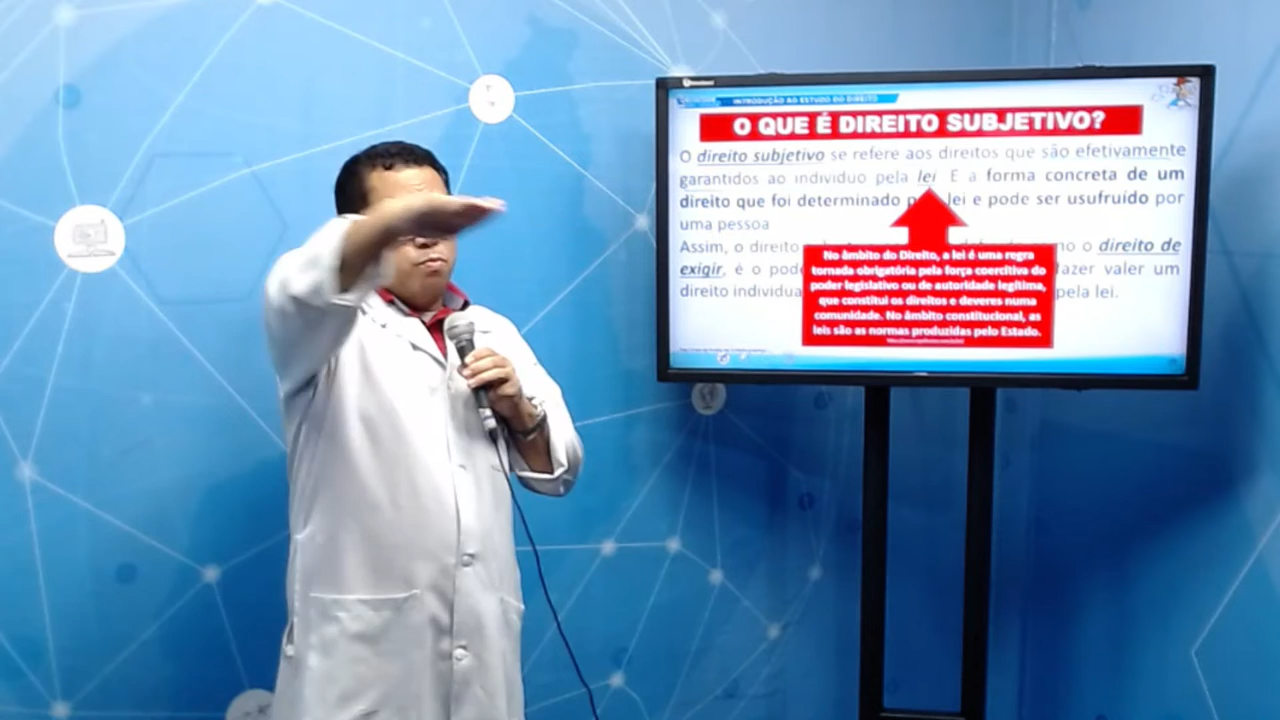 INTRODUÇÃO AO ESTUDO DO DIREITO
O QUE É DIREITO SUBJETIVO?
O direito subjetivo se refere aos direitos que são efetivamente
garantidos ao individuo pela lei. E a forma concreta de um
direito que foi determinado lei e pode ser usufruído por
uma pessoa
Assim, o direito o direito de
exigir, é o fazer valer um
direito pela lei.
No âmbito do Direito, a lei é uma regra
tornada obrigatória pela força coercitiva do
poder legislativo ou de autoridade legítima,
que constitui os direitos e deveres numa
comunidade. No âmbito constitucional, as
leis são as normas produzidas pelo Estado.